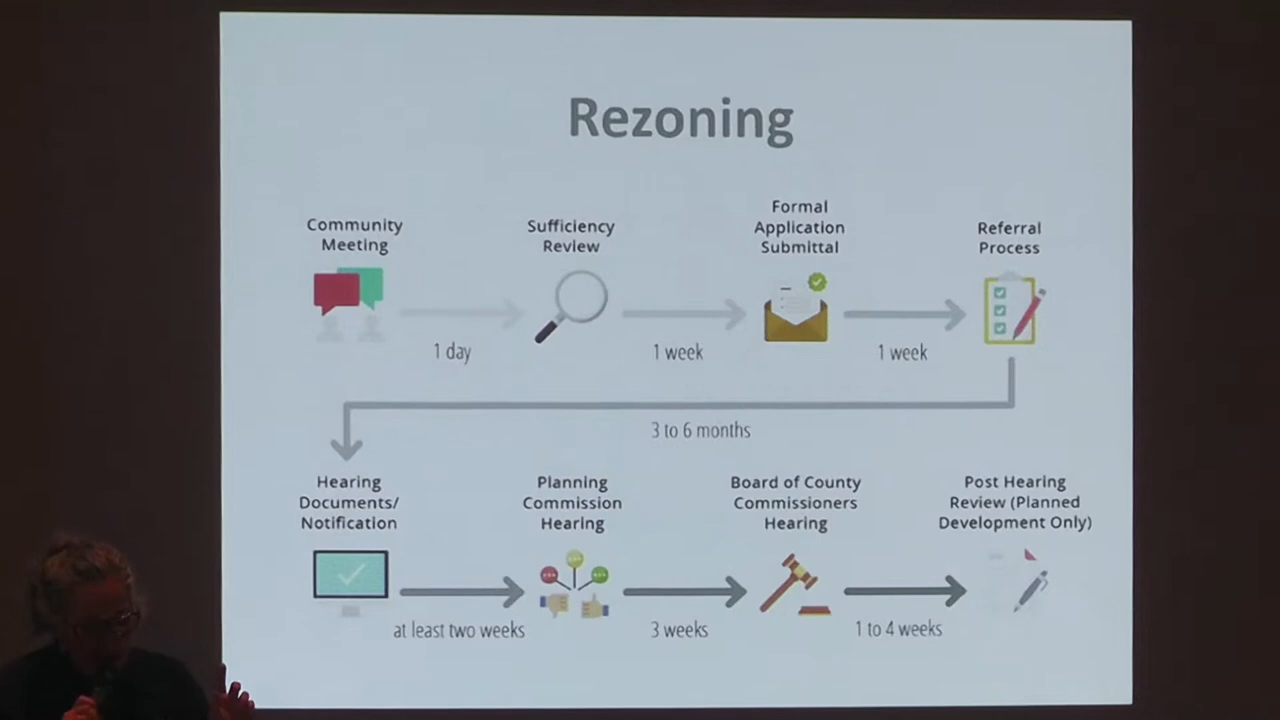 Rezoning
Community
Meeting
Sufficiency
Review
Formal
Application
Submittal
Referral
Process
1 day
1 week
1 week
3 to 6 months
Hearing
Documents/
Notification
Planning
Commission
Hearing
Board of County
Commissioners
Hearing
Post Hearing
Review (Planned
Development Only)
at least two weeks
3 weeks
1 to 4 weeks